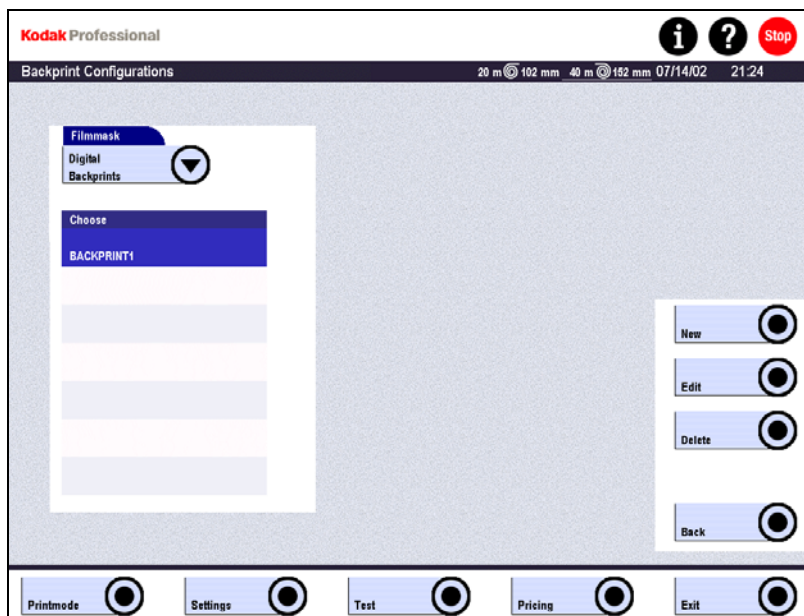 Kodak Professional
i ? Stop
Backprint Configurations 20 m 102 mm 40 m 152 mm 07/14/02 21:24
Filmmask
Digital
Backprints
Choose
BACKPRINT1
New
Edit
Delete
Back
Printmode Settings Test Pricing Exit